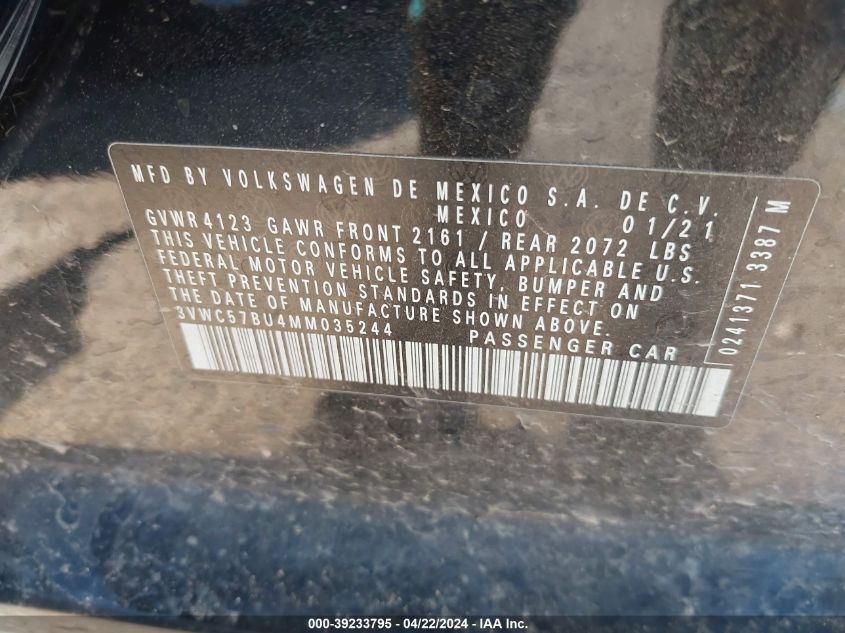 MFD BY VOLKSWAGEN DE MEXICO S.A. DE C.V.
MEXICO 01/21
GVWR 4123 GAWR FRONT 2161 / REAR 2072 LBS
THIS VEHICLE CONFORMS TO ALL APPLICABLE U.S.
FEDERAL MOTOR VEHICLE SAFETY, BUMPER AND
THEFT PREVENTION STANDARDS IN EFFECT ON
THE DATE OF MANUFACTURE SHOWN ABOVE.
3VWC57BU4MM035244 PASSENGER CAR
0241371 3387 M
000-39233795 - 04/22/2024 - IAA Inc.